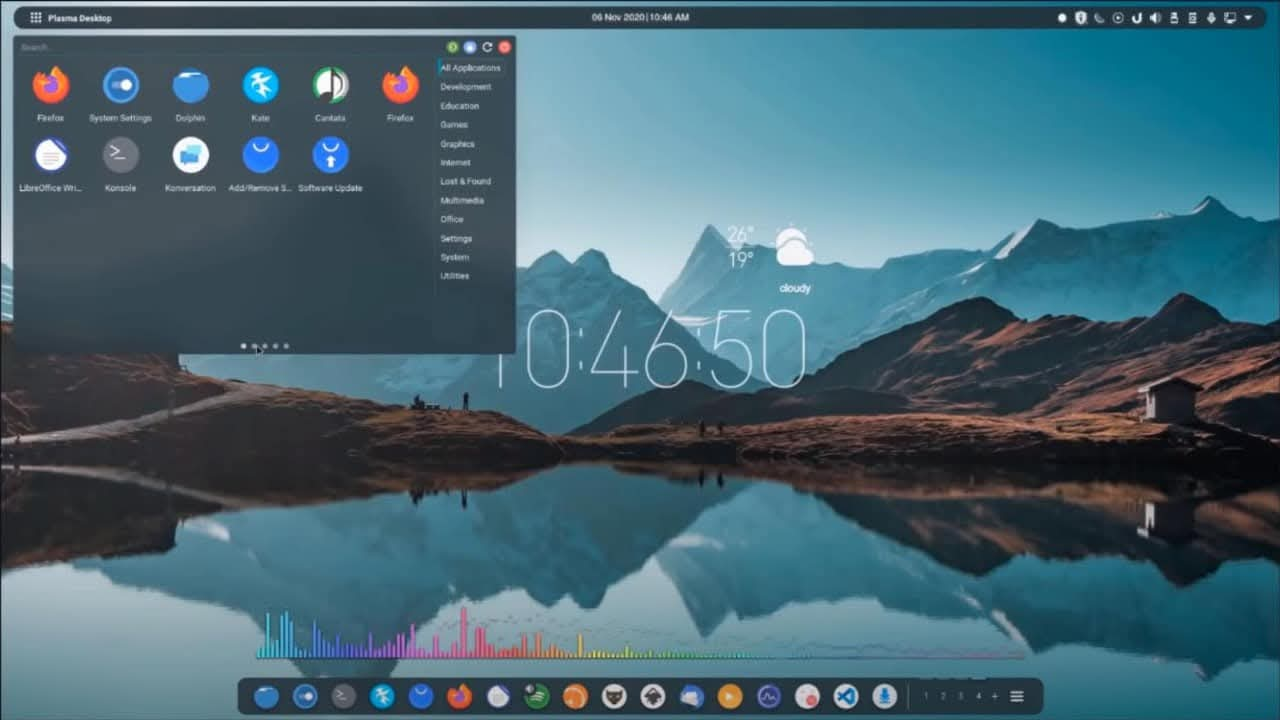 Plasma Desktop
06 Nov 2020|10:46 AM
Search...
All Applications
Firefox
System Settings
Dolphin
Kate
Cantata
Firefox
Development
Education
Games
Graphics
Internet
LibreOffice Wri...
Konsole
Konversation
Add/Remove S...
Software Update
Lost & Found
Multimedia
Office
Settings
System
Utilities
26°
19°
cloudy
10:46:50
1 2 3 4 +